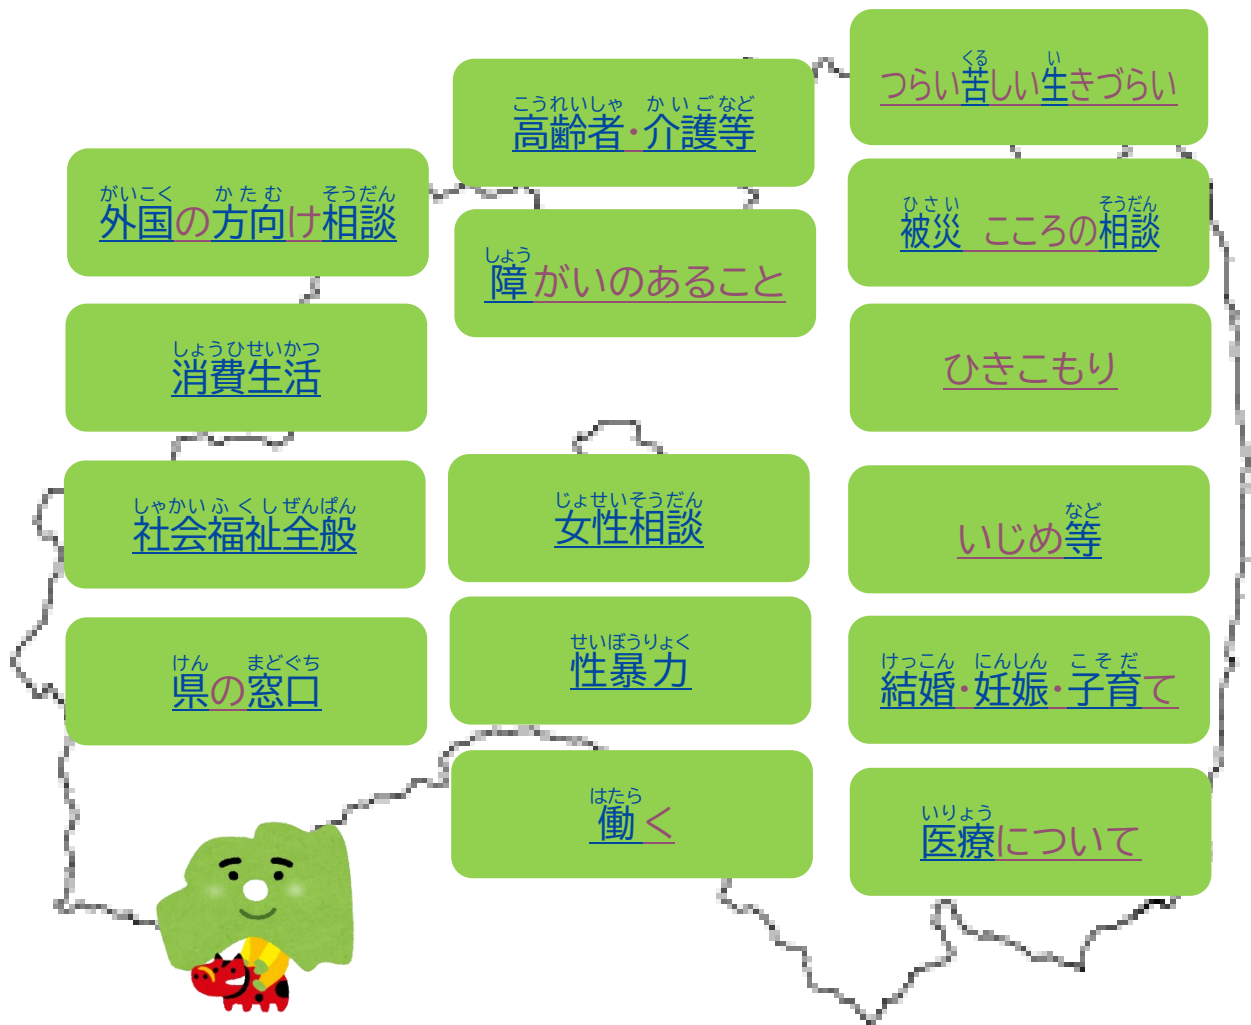 がいこく かたむ そうだん
外国の方向け相談
しょうひせいかつ
消費生活
しゃかいふくしぜんぱん
社会福祉全般
けん まどぐち
県の窓口
こうれいしゃ かいごなど
高齢者・介護等
しょう
障がいのあること
じょせいそうだん
女性相談
せいぼうりょく
性暴力
はたら
働く
くる い
つらい苦しい生きづらい
ひさい そうだん
被災 こころの相談
ひきこもり
など
いじめ等
けっこん にんしん こそだ
結婚・妊娠・子育て
いりょう
医療について